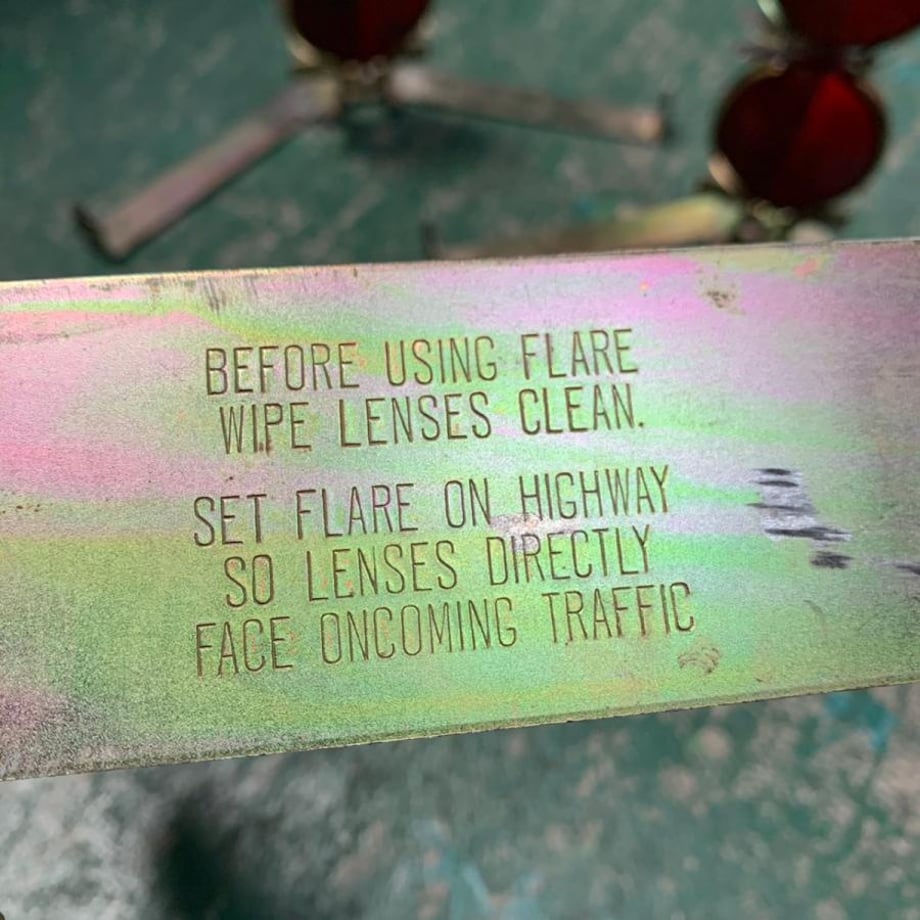 BEFORE USING FLARE
WIPE LENSES CLEAN.
SET FLARE ON HIGHWAY
SO LENSES DIRECTLY
FACE ONCOMING TRAFFIC